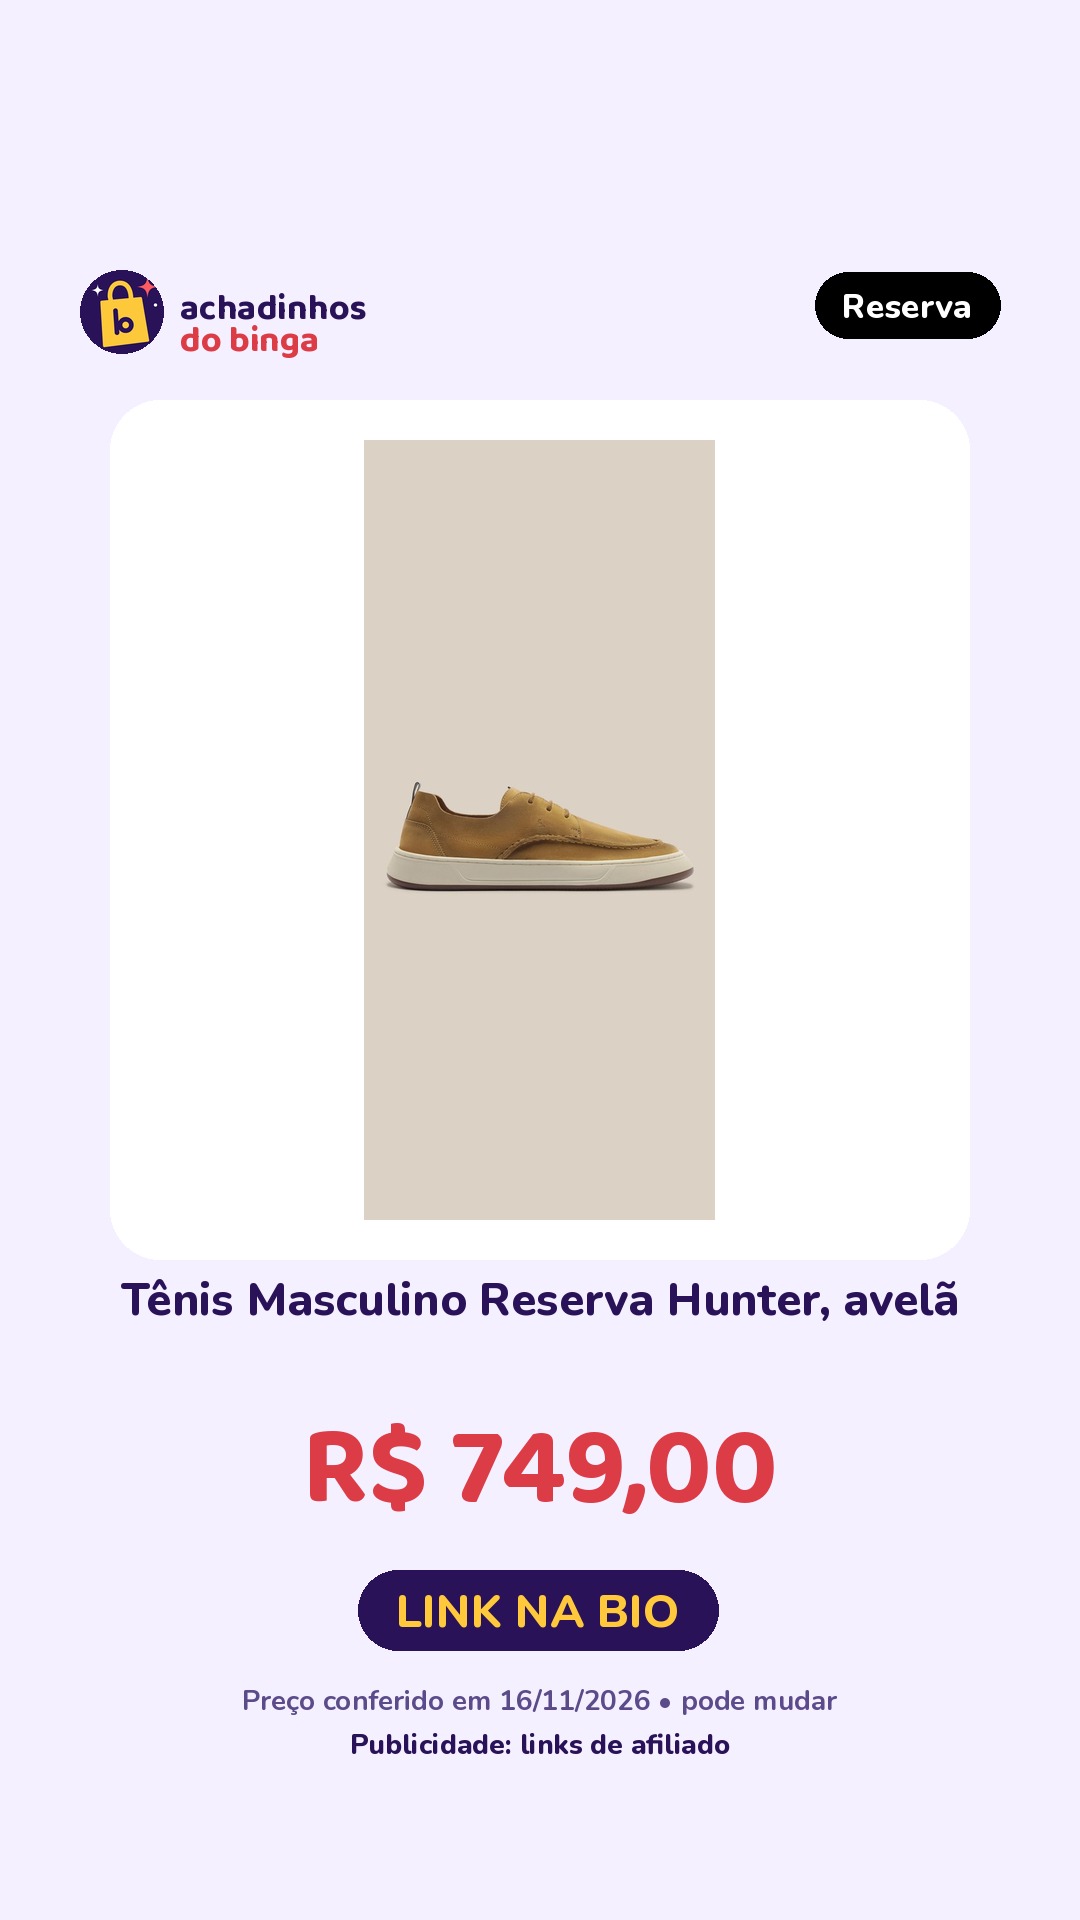 achadinhos
do binga
Reserva
Tênis Masculino Reserva Hunter, avelã
R$ 749,00
LINK NA BIO
Preço conferido em 16/11/2026 • pode mudar
Publicidade: links de afiliado